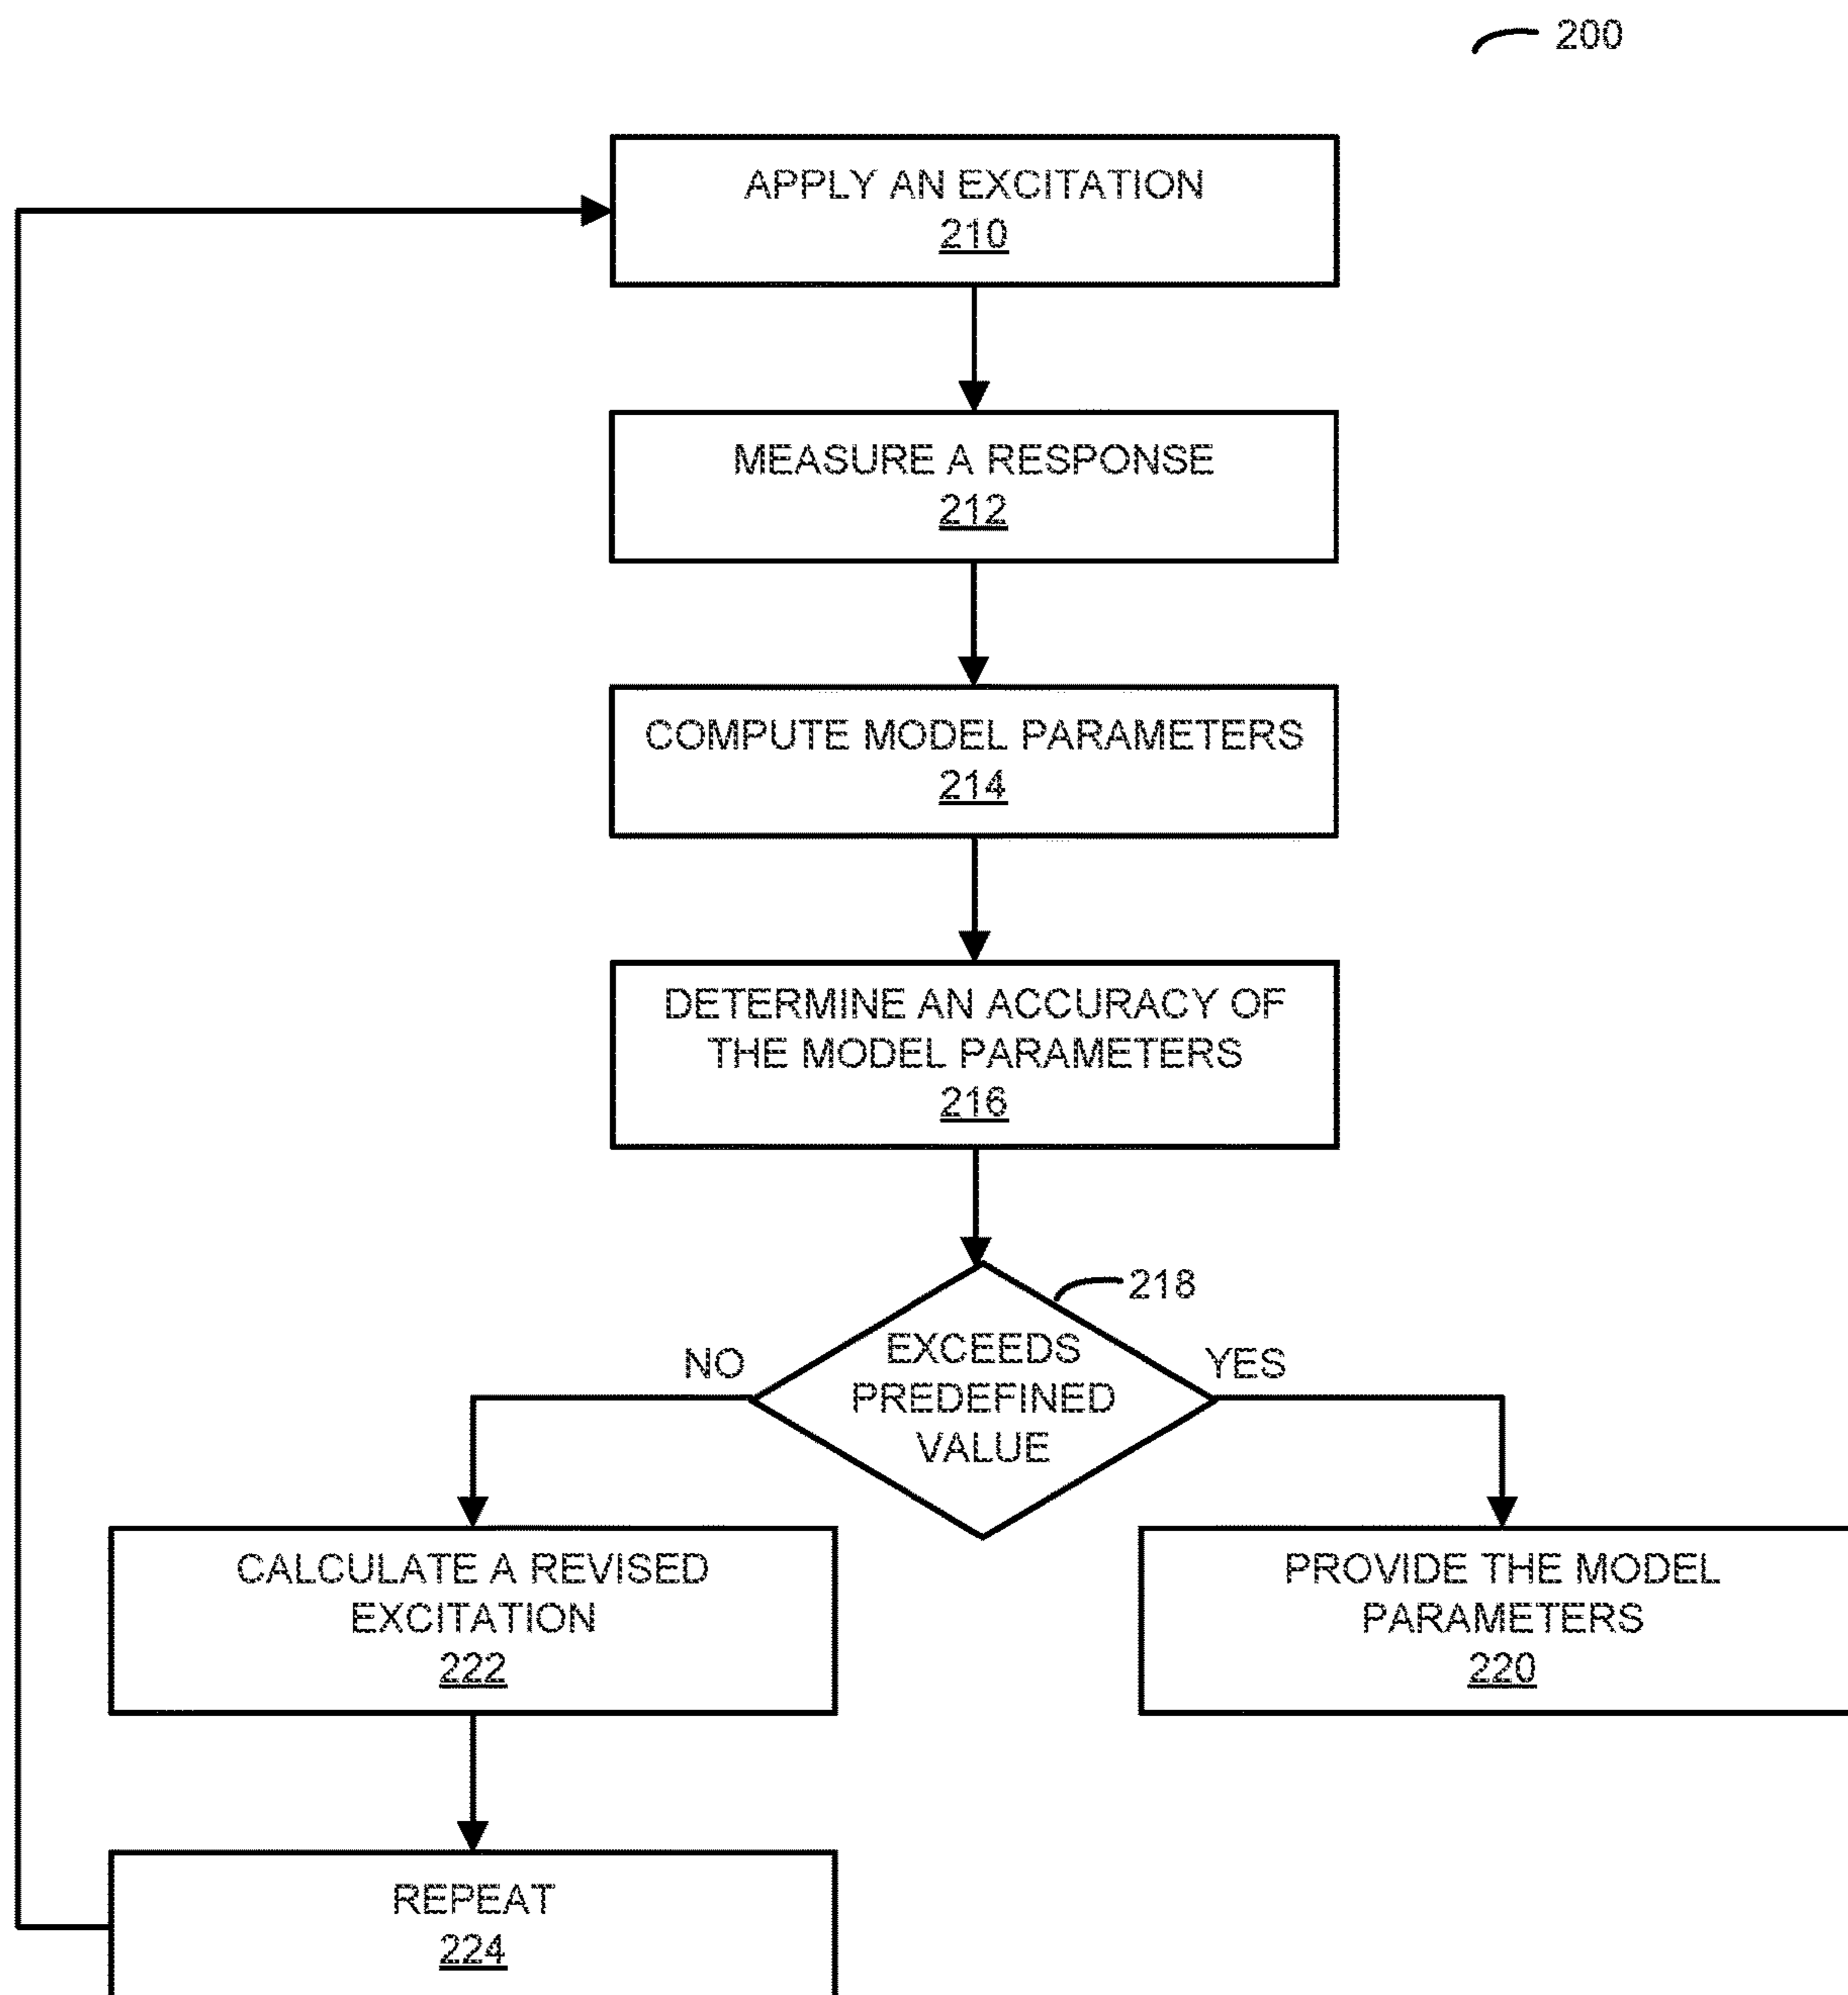 200
APPLY AN EXCITATION
210
MEASURE A RESPONSE
212
COMPUTE MODEL PARAMETERS
214
DETERMINE AN ACCURACY OF
THE MODEL PARAMETERS
216
218
NO
EXCEEDS
PREDEFINED
VALUE
YES
CALCULATE A REVISED
EXCITATION
222
PROVIDE THE MODEL
PARAMETERS
220
REPEAT
224